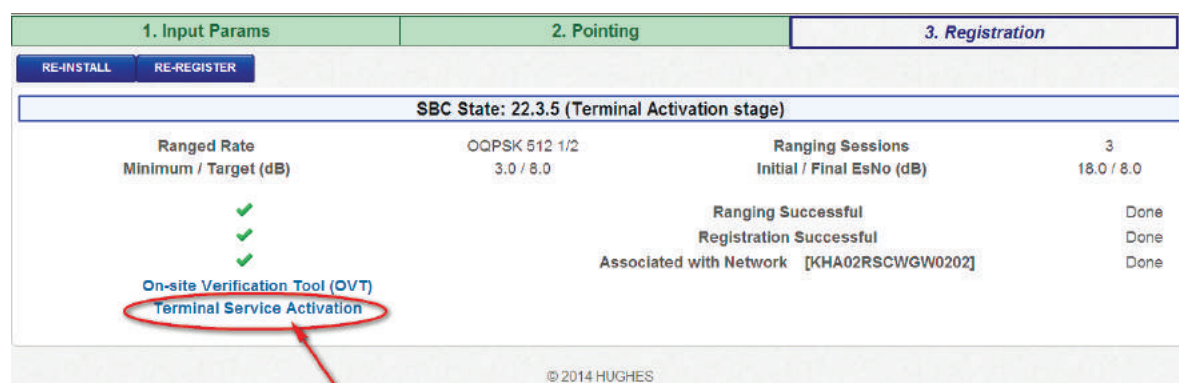 1. Input Params 2. Pointing 3. Registration
RE-INSTALL RE-REGISTER
SBC State: 22.3.5 (Terminal Activation stage)
Ranged Rate OQPSK 512 1/2 Ranging Sessions 3
Minimum / Target (dB) 3.0 / 8.0 Initial / Final EsNo (dB) 18.0 / 8.0
Ranging Successful Done
Registration Successful Done
Associated with Network [KHA02RSCWGW0202] Done
On-site Verification Tool (OVT)
Terminal Service Activation
© 2014 HUGHES